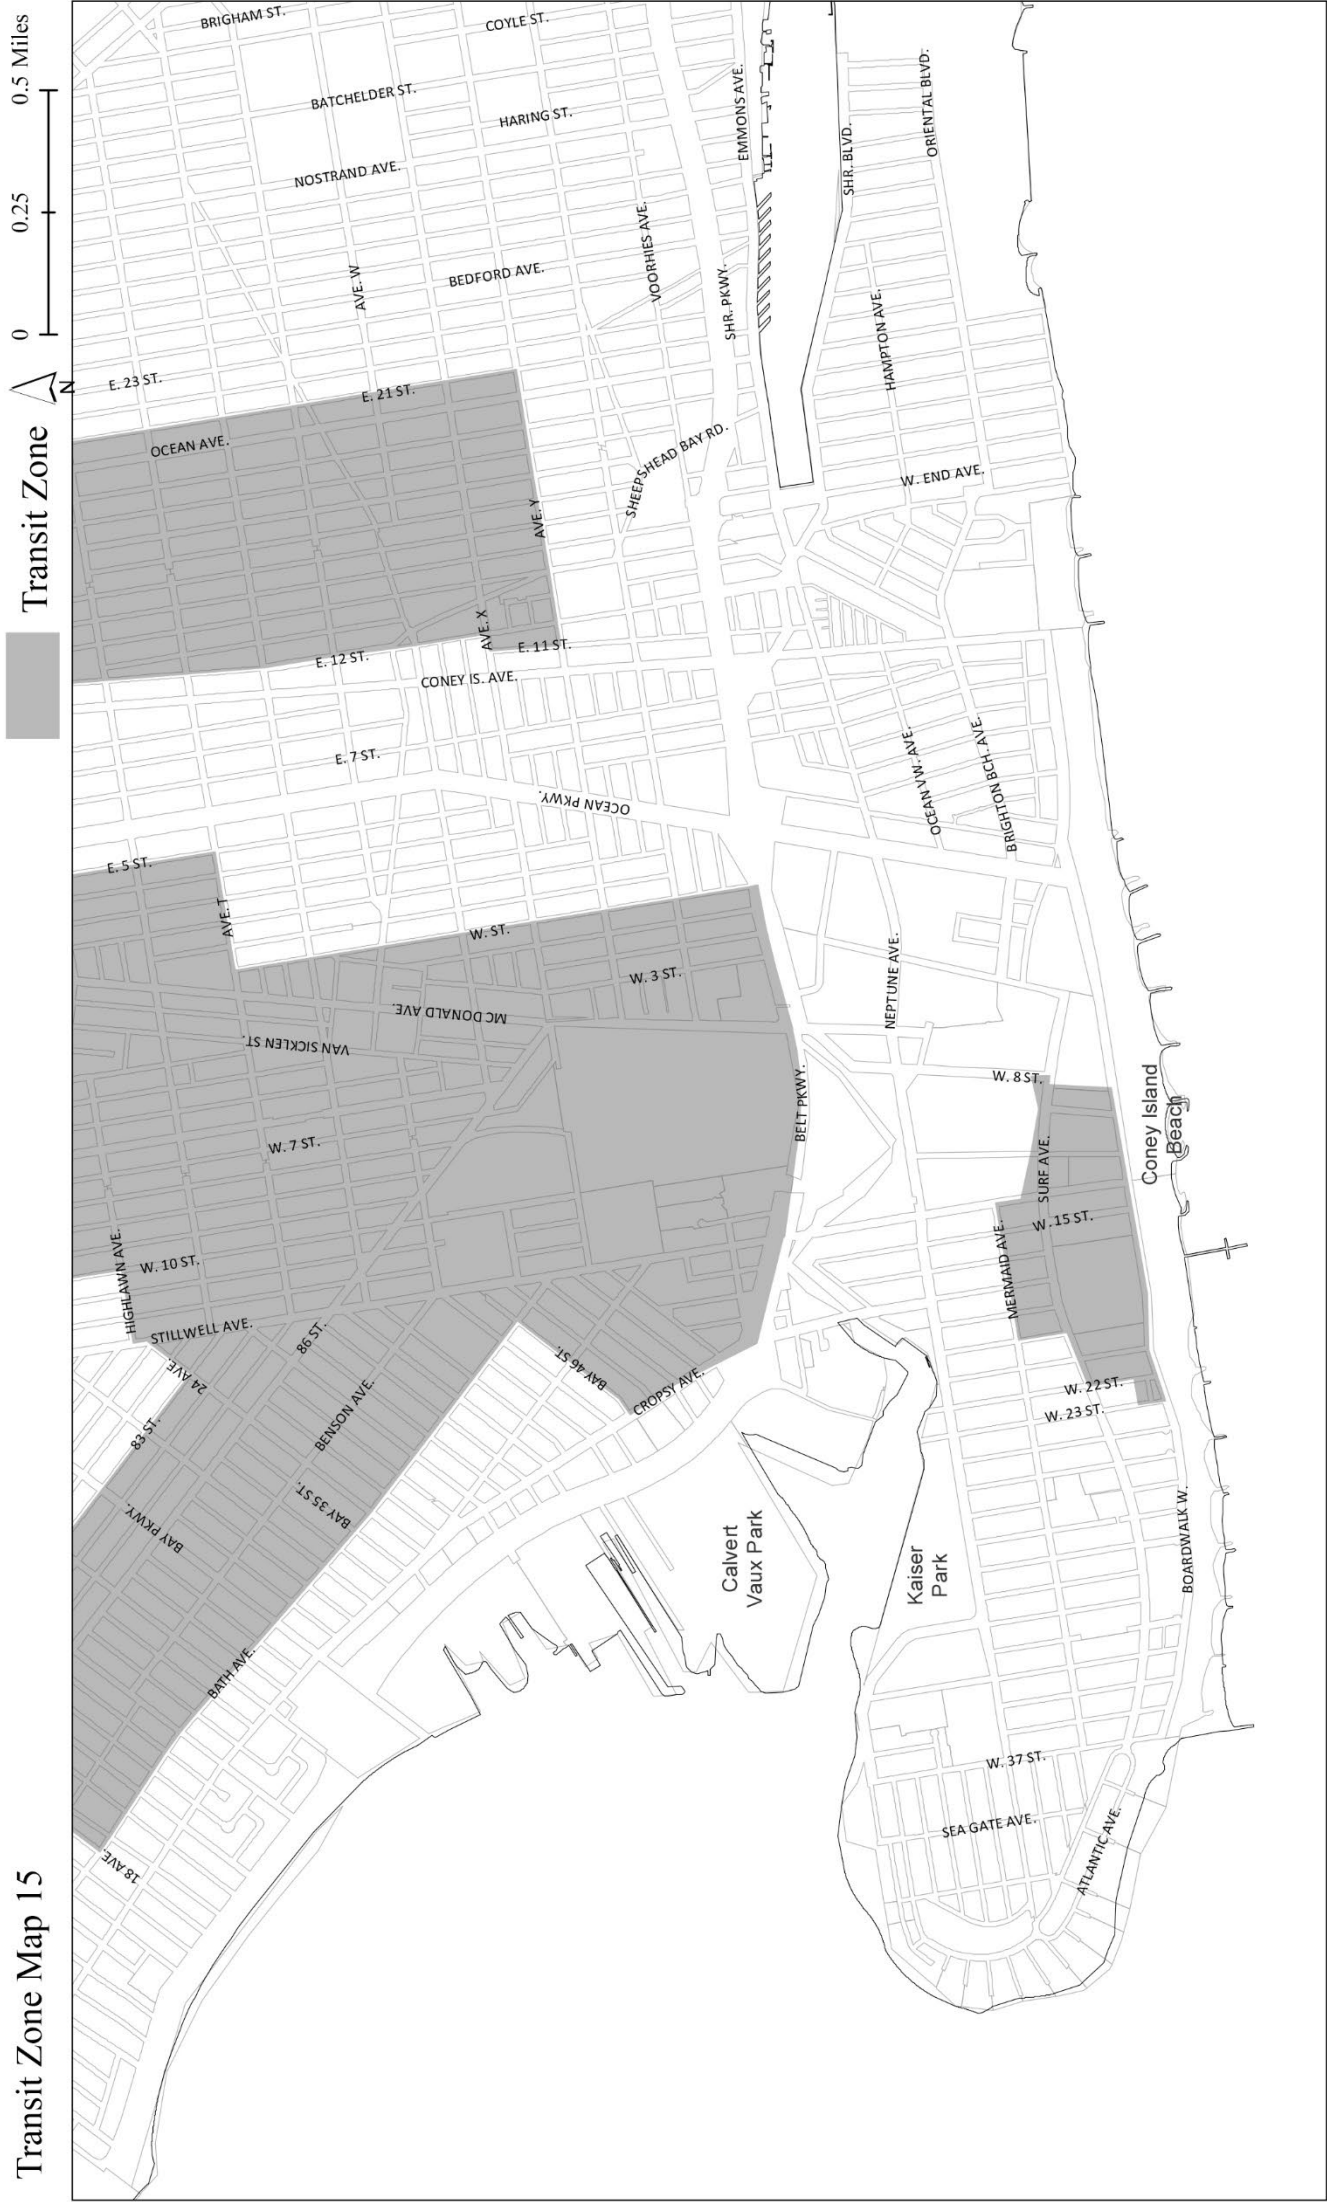 Transit Zone Map 15
Transit Zone
N
0
0.25
0.5 Miles
18 AVE.
BATH AVE.
BAY PKWY.
83 ST.
24 AVE.
BAY 35 ST.
BENSON AVE.
86 ST.
STILLWELL AVE.
HIGHLAWN AVE.
W. 10 ST.
W. 7 ST.
VAN SICKLEN ST.
MC DONALD AVE.
AVE. T
E. 5 ST.
W. ST.
W. 3 ST.
E. 7 ST.
OCEAN PKWY.
CONEY IS. AVE.
E. 12 ST.
E. 11 ST.
AVE. X
AVE. Y
OCEAN AVE.
E. 21 ST.
E. 23 ST.
AVE. W
BEDFORD AVE.
NOSTRAND AVE.
BATCHELDER ST.
HARING ST.
BRIGHAM ST.
COYLE ST.
VOORHIES AVE.
SHEEPSHEAD BAY RD.
SHR. PKWY.
EMMONS AVE.
SHR. BLVD.
ORIENTAL BLVD.
HAMPTON AVE.
W. END AVE.
OCEAN VW. AVE.
BRIGHTON BCH. AVE.
NEPTUNE AVE.
BELT PKWY.
BAY 46 ST.
CROPSY AVE.
Calvert
Vaux Park
Kaiser
Park
W. 8 ST.
SURF AVE.
W. 15 ST.
MERMAID AVE.
W. 22 ST.
W. 23 ST.
Coney Island
Beach
BOARDWALK W.
W. 37 ST.
SEA GATE AVE.
ATLANTIC AVE.